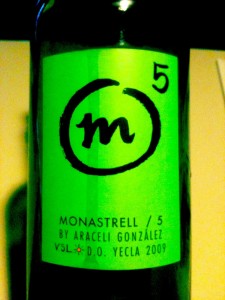 5
m
MONASTRELL / 5
BY ARACELI GONZÁLEZ
VSL D.O. YECLA 2009